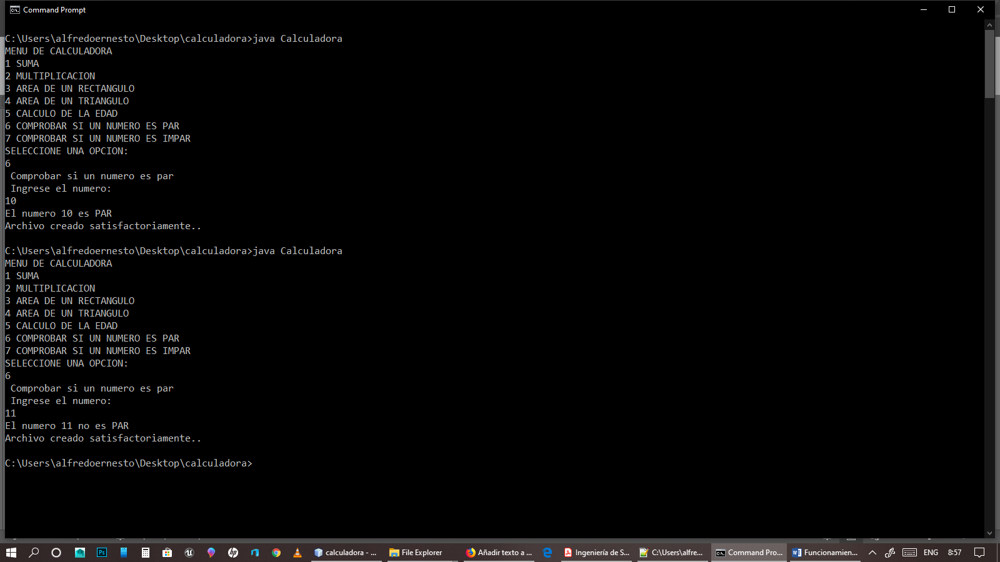 Command Prompt
C:\Users\alfredoernesto\Desktop\calculadora>java Calculadora
MENU DE CALCULADORA
1 SUMA
2 MULTIPLICACION
3 AREA DE UN RECTANGULO
4 AREA DE UN TRIANGULO
5 CALCULO DE LA EDAD
6 COMPROBAR SI UN NUMERO ES PAR
7 COMPROBAR SI UN NUMERO ES IMPAR
SELECCIONE UNA OPCION:
6
Comprobar si un numero es par
Ingrese el numero:
10
El numero 10 es PAR
Archivo creado satisfactoriamente..
C:\Users\alfredoernesto\Desktop\calculadora>java Calculadora
MENU DE CALCULADORA
1 SUMA
2 MULTIPLICACION
3 AREA DE UN RECTANGULO
4 AREA DE UN TRIANGULO
5 CALCULO DE LA EDAD
6 COMPROBAR SI UN NUMERO ES PAR
7 COMPROBAR SI UN NUMERO ES IMPAR
SELECCIONE UNA OPCION:
6
Comprobar si un numero es par
Ingrese el numero:
11
El numero 11 no es PAR
Archivo creado satisfactoriamente..
C:\Users\alfredoernesto\Desktop\calculadora>
Ps hp calculadora - ... File Explorer Añadir texto a ... Ingeniería de S... C:\Users\alfre... Command Pro... Funcionamien... ENG 8:57